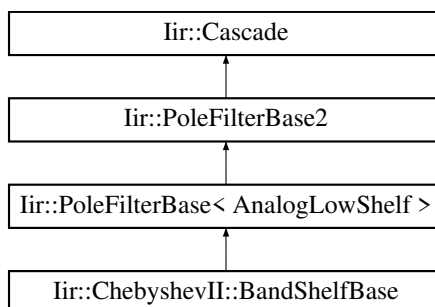 Iir::Cascade
Iir::PoleFilterBase2
Iir::PoleFilterBase< AnalogLowShelf >
Iir::ChebyshevII::BandShelfBase